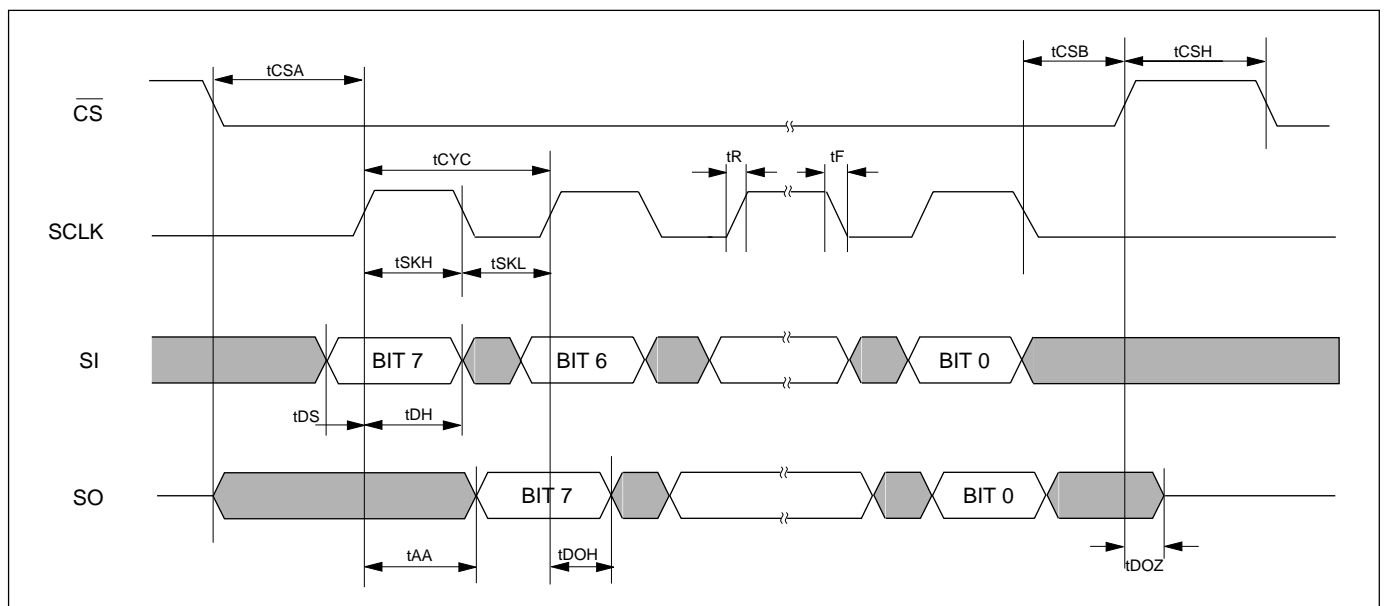 tCSA
tCSB
tCSH
CS
tCYC
tR
tF
SCLK
tSKH
tSKL
SI
BIT 7
BIT 6
BIT 0
tDS
tDH
SO
BIT 7
BIT 0
tAA
tDOH
tDOZ